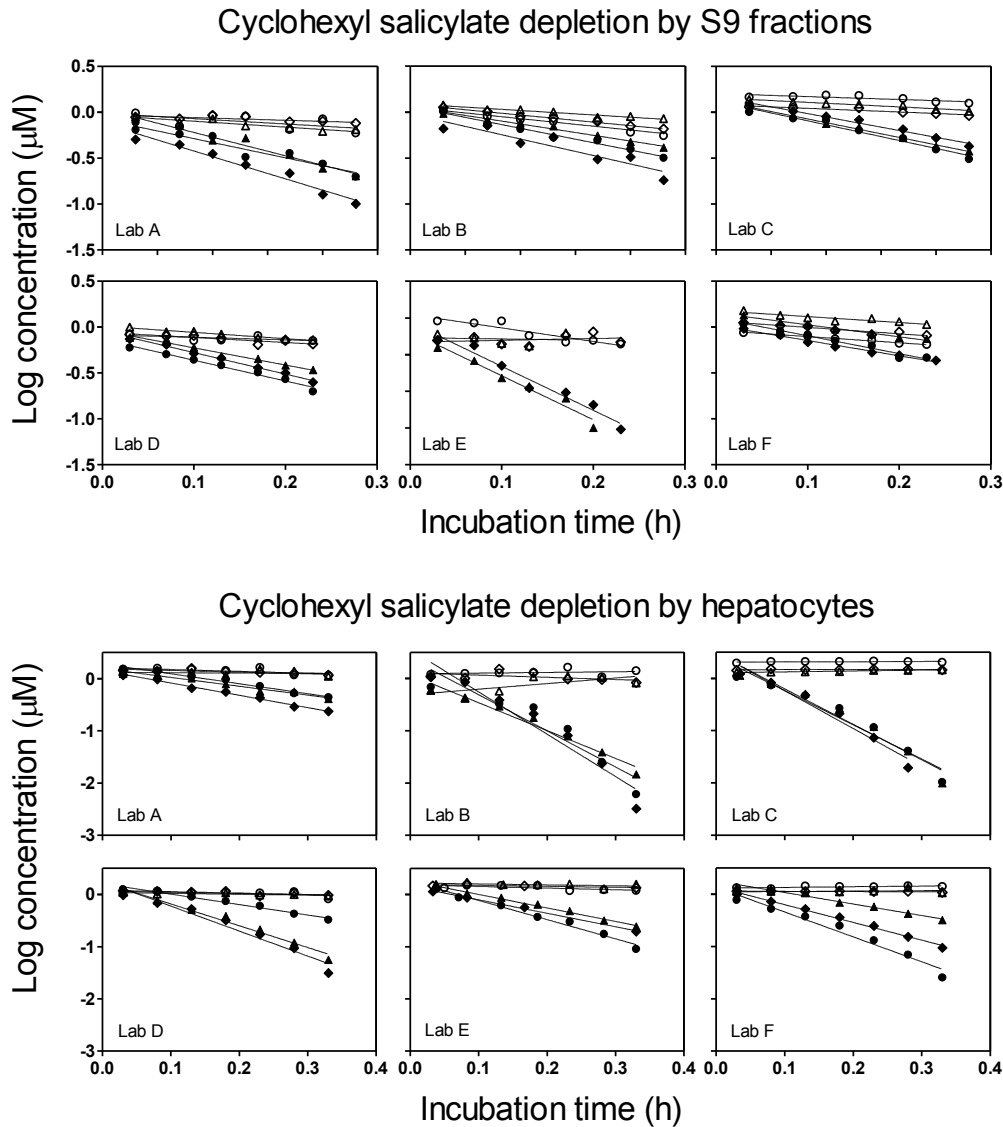 Cyclohexyl salicylate depletion by S9 fractions
Log concentration (µM)
0.5
0.0
-0.5
-1.0
-1.5
Lab A
Lab B
Lab C
0.5
0.0
-0.5
-1.0
-1.5
Lab D
Lab E
Lab F
0.0 0.1 0.2 0.3 0.0 0.1 0.2 0.3 0.0 0.1 0.2 0.3
Incubation time (h)
Cyclohexyl salicylate depletion by hepatocytes
Log concentration (µM)
0
-1
-2
-3
Lab A
Lab B
Lab C
0
-1
-2
-3
Lab D
Lab E
Lab F
0.0 0.1 0.2 0.3 0.4 0.0 0.1 0.2 0.3 0.4 0.0 0.1 0.2 0.3 0.4
Incubation time (h)